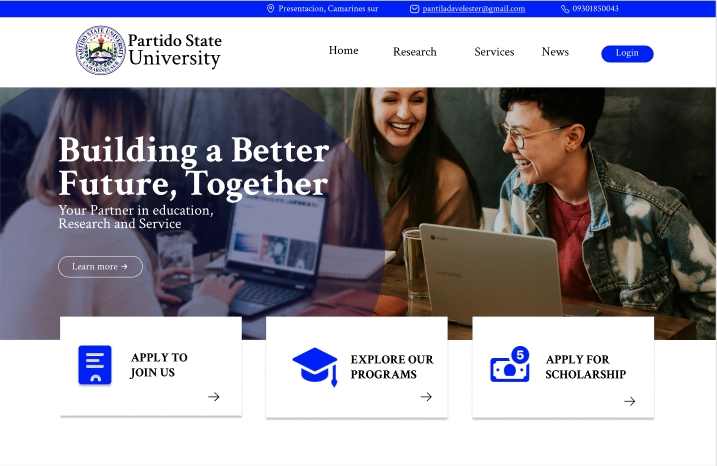 Presentacion, Camarines sur
pantiladavelester@gmail.com
09301850043
PARTIDO STATE UNIVERSITY
CAMARINES SUR
Partido State
University
Home
Research
Services
News
Login
Building a Better
Future, Together
Your Partner in education,
Research and Service
Learn more →
APPLY TO
JOIN US
EXPLORE OUR
PROGRAMS
5
APPLY FOR
SCHOLARSHIP